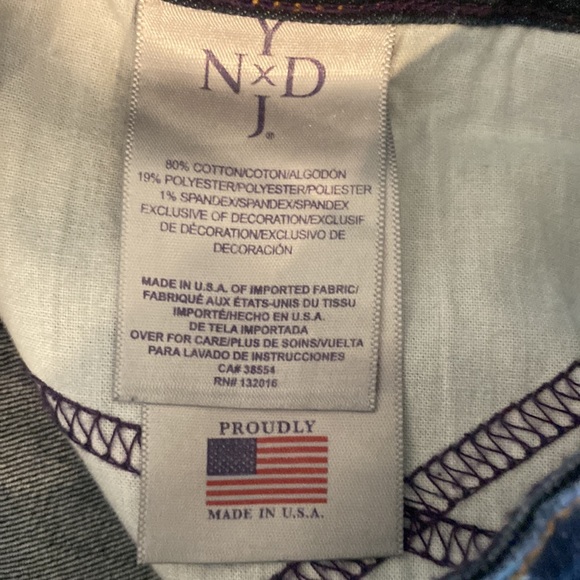 Y
N×D
J®
80% COTTON/COTON/ALGODÓN
19% POLYESTER/POLYESTER/POLIESTER
1% SPANDEX/SPANDEX/SPANDEX
EXCLUSIVE OF DECORATION/EXCLUSIF
DE DÉCORATION/EXCLUSIVO DE
DECORACIÓN
MADE IN U.S.A. OF IMPORTED FABRIC/
FABRIQUÉ AUX ÉTATS-UNIS DU TISSU
IMPORTÉ/HECHO EN U.S.A.
DE TELA IMPORTADA
OVER FOR CARE/PLUS DE SOINS/VUELTA
PARA LAVADO DE INSTRUCCIONES
CA# 38554
RN# 132016
PROUDLY
MADE IN U.S.A.